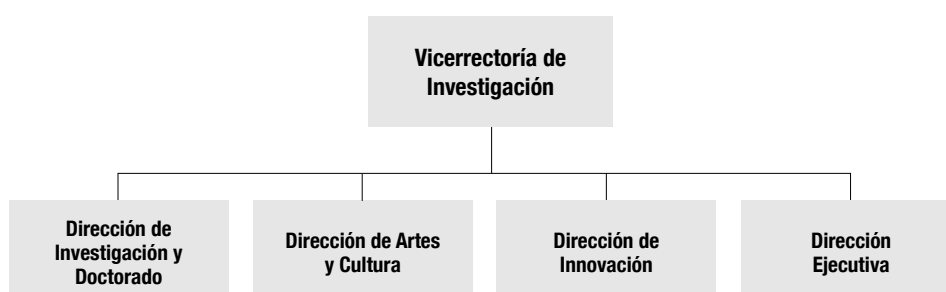 Vicerrectoría de
Investigación
Dirección de
Investigación y
Doctorado
Dirección de Artes
y Cultura
Dirección de
Innovación
Dirección
Ejecutiva